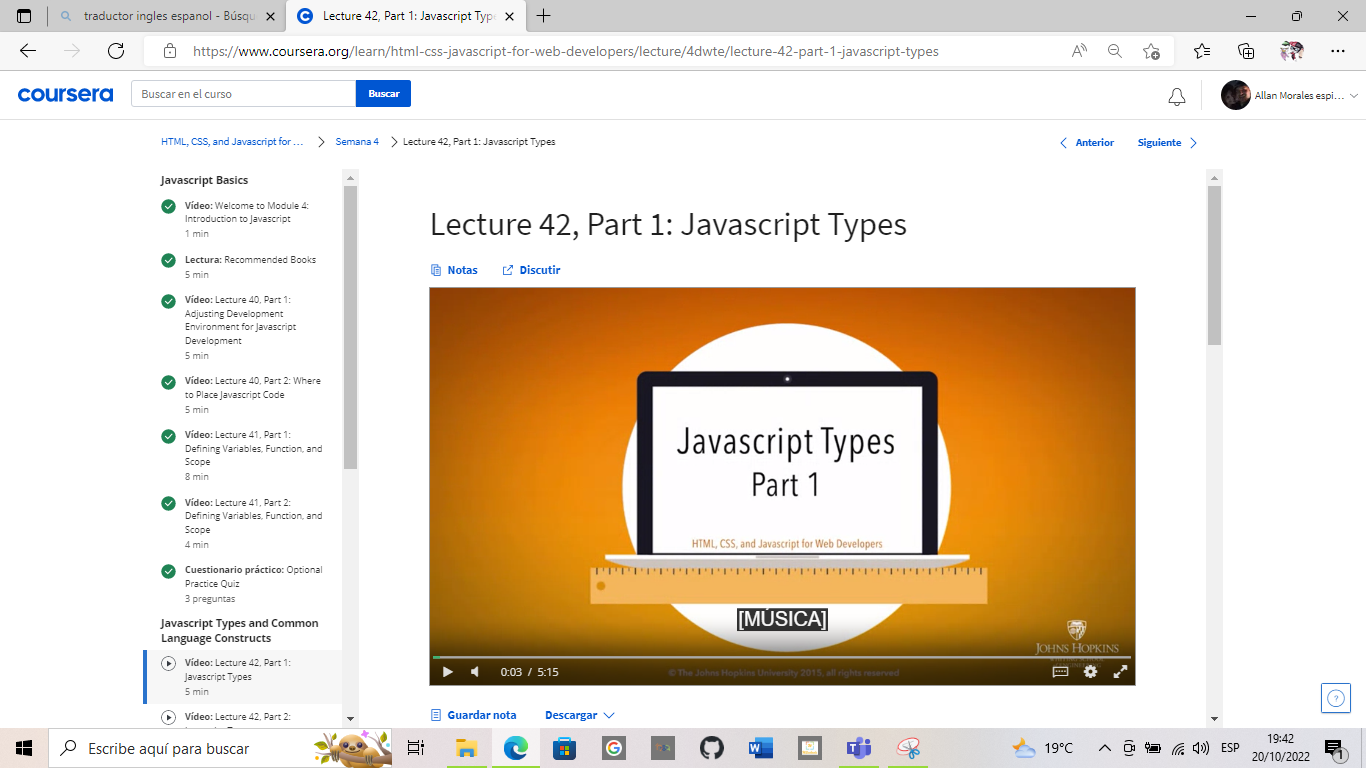 traductor ingles espanol - Búsqu
Lecture 42, Part 1: Javascript Type
https://www.coursera.org/learn/html-css-javascript-for-web-developers/lecture/4dwte/lecture-42-part-1-javascript-types
coursera
Buscar en el curso
Buscar
Allan Morales espi...
HTML, CSS, and Javascript for ...
Semana 4
Lecture 42, Part 1: Javascript Types
Anterior
Siguiente
Javascript Basics
Vídeo: Welcome to Module 4:
Introduction to Javascript
1 min
Lectura: Recommended Books
5 min
Vídeo: Lecture 40, Part 1:
Adjusting Development
Environment for Javascript
Development
5 min
Vídeo: Lecture 40, Part 2: Where
to Place Javascript Code
5 min
Vídeo: Lecture 41, Part 1:
Defining Variables, Function, and
Scope
8 min
Vídeo: Lecture 41, Part 2:
Defining Variables, Function, and
Scope
4 min
Cuestionario práctico: Optional
Practice Quiz
3 preguntas
Javascript Types and Common
Language Constructs
Vídeo: Lecture 42, Part 1:
Javascript Types
5 min
Vídeo: Lecture 42, Part 2:
Lecture 42, Part 1: Javascript Types
Notas
Discutir
Javascript Types
Part 1
HTML, CSS, and Javascript for Web Developers
[MÚSICA]
JOHNS HOPKINS
0:03 / 5:15
© The Johns Hopkins University 2015, all rights reserved
Guardar nota
Descargar
Escribe aquí para buscar
19°C
ESP
19:42
20/10/2022
1